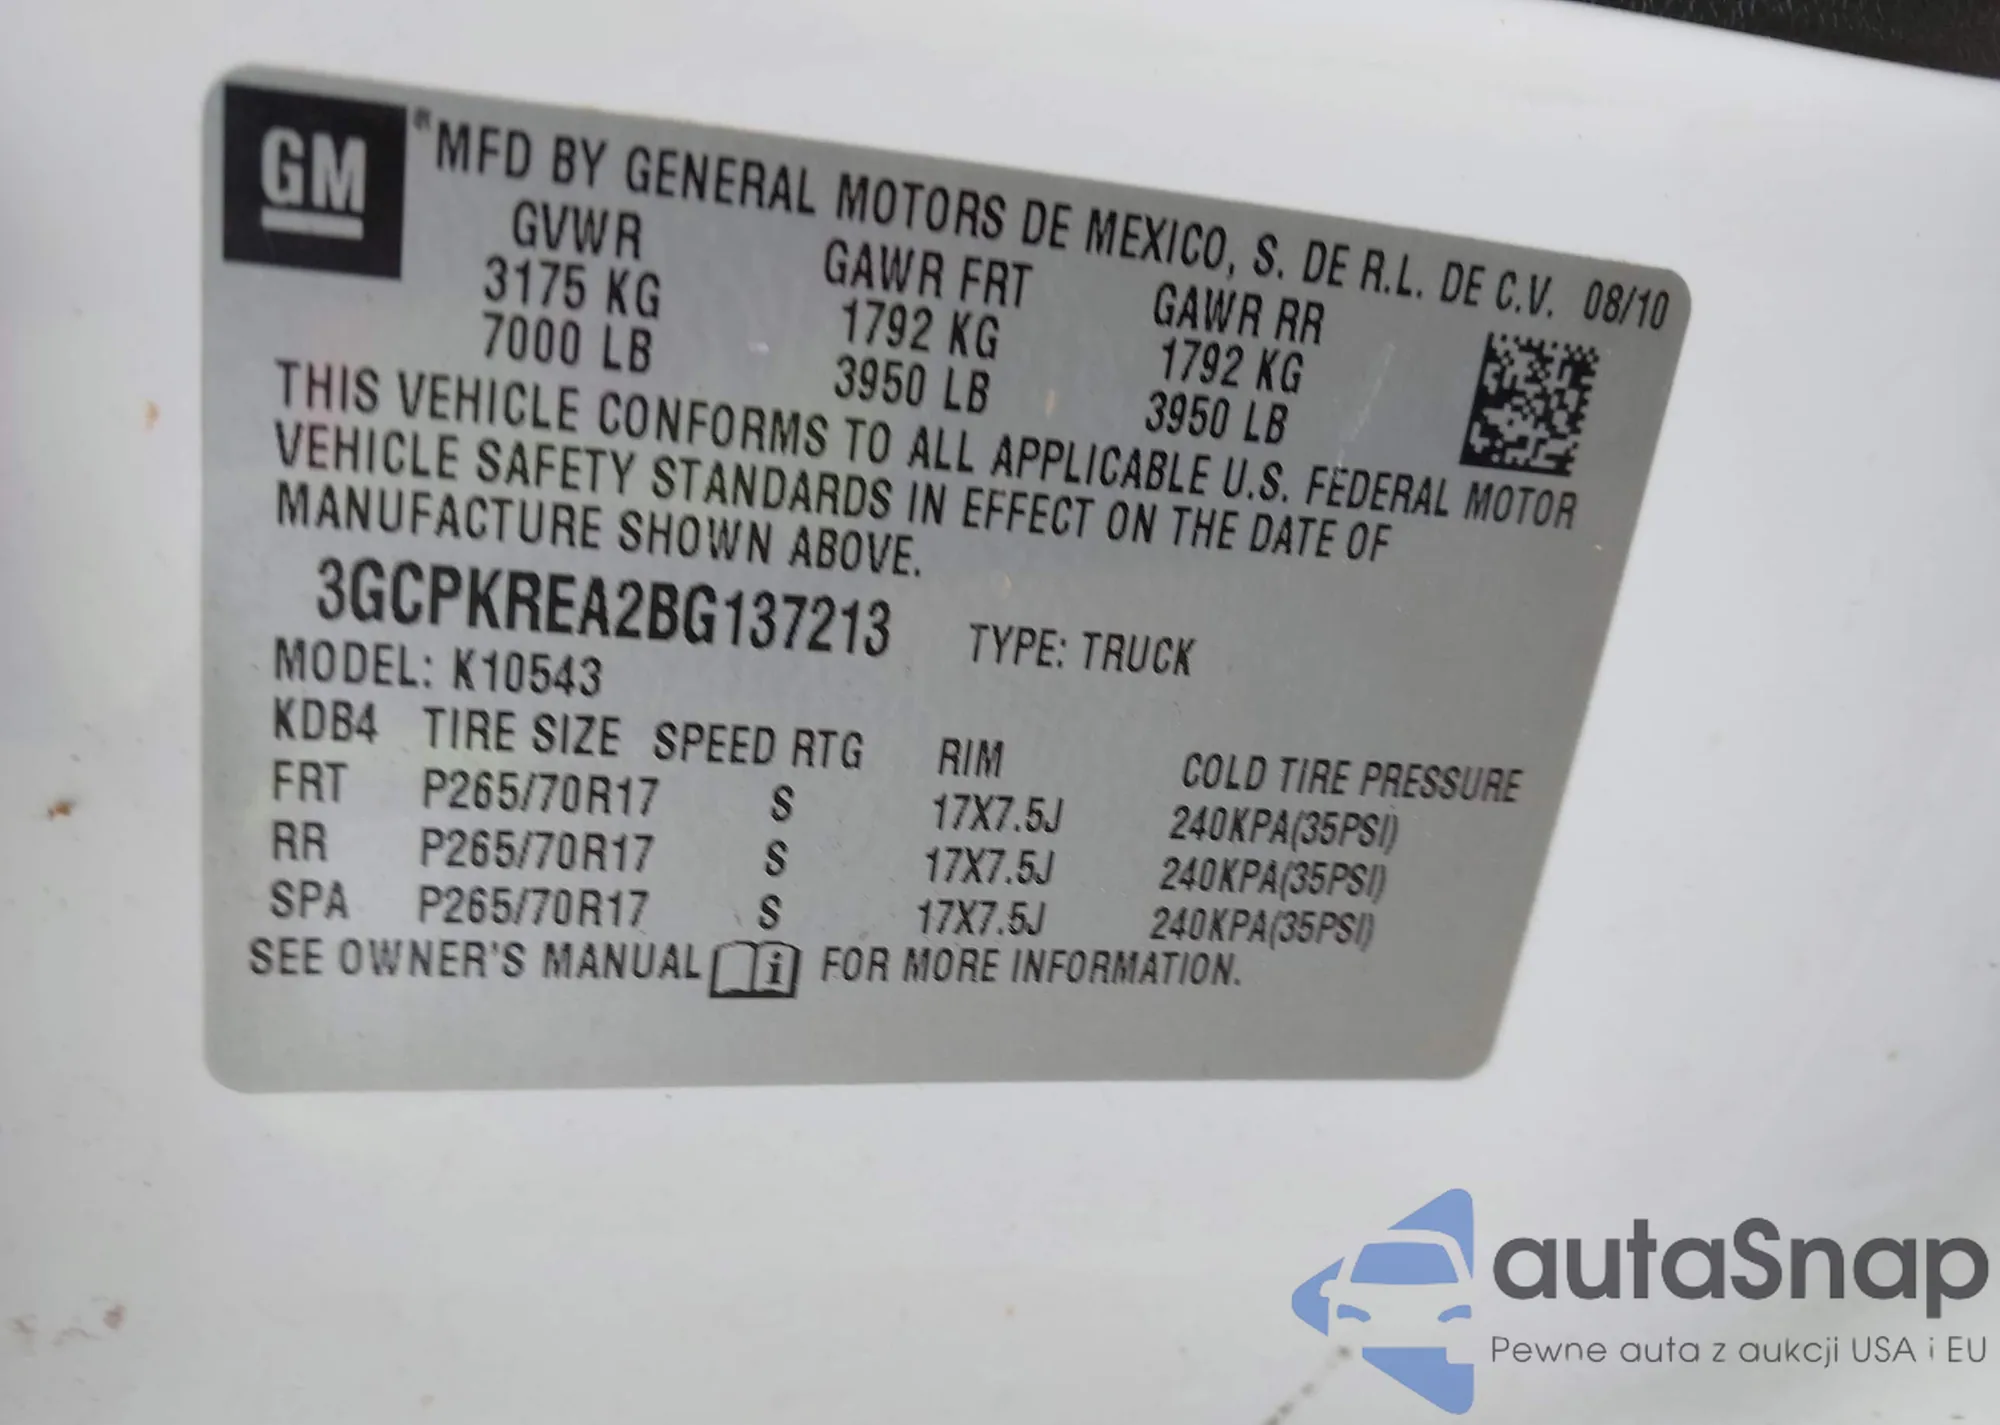 GM
®MFD BY GENERAL MOTORS DE MEXICO, S. DE R.L. DE C.V. 08/10
GVWR GAWR FRT GAWR RR
3175 KG 1792 KG 1792 KG
7000 LB 3950 LB 3950 LB
THIS VEHICLE CONFORMS TO ALL APPLICABLE U.S. FEDERAL MOTOR
VEHICLE SAFETY STANDARDS IN EFFECT ON THE DATE OF
MANUFACTURE SHOWN ABOVE.
3GCPKREA2BG137213 TYPE: TRUCK
MODEL: K10543
KDB4 TIRE SIZE SPEED RTG RIM COLD TIRE PRESSURE
FRT P265/70R17 S 17X7.5J 240KPA(35PSI)
RR P265/70R17 S 17X7.5J 240KPA(35PSI)
SPA P265/70R17 S 17X7.5J 240KPA(35PSI)
SEE OWNER'S MANUAL i FOR MORE INFORMATION.
autaSnap
Pewne auta z aukcji USA i EU